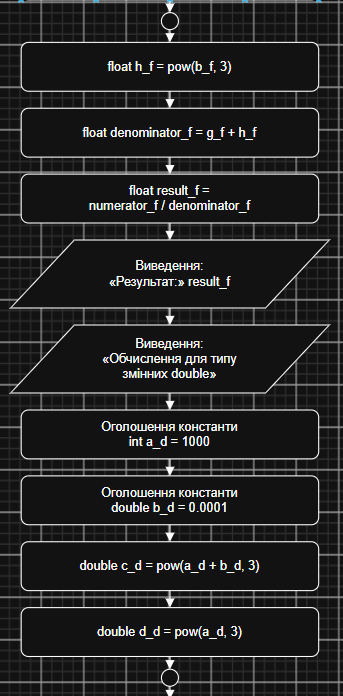 float h_f = pow(b_f, 3)
float denominator_f = g_f + h_f
float result_f =
numerator_f / denominator_f
Виведення:
«Результат:» result_f
Виведення:
«Обчислення для типу
змінних double»
Оголошення константи
int a_d = 1000
Оголошення константи
double b_d = 0.0001
double c_d = pow(a_d + b_d, 3)
double d_d = pow(a_d, 3)